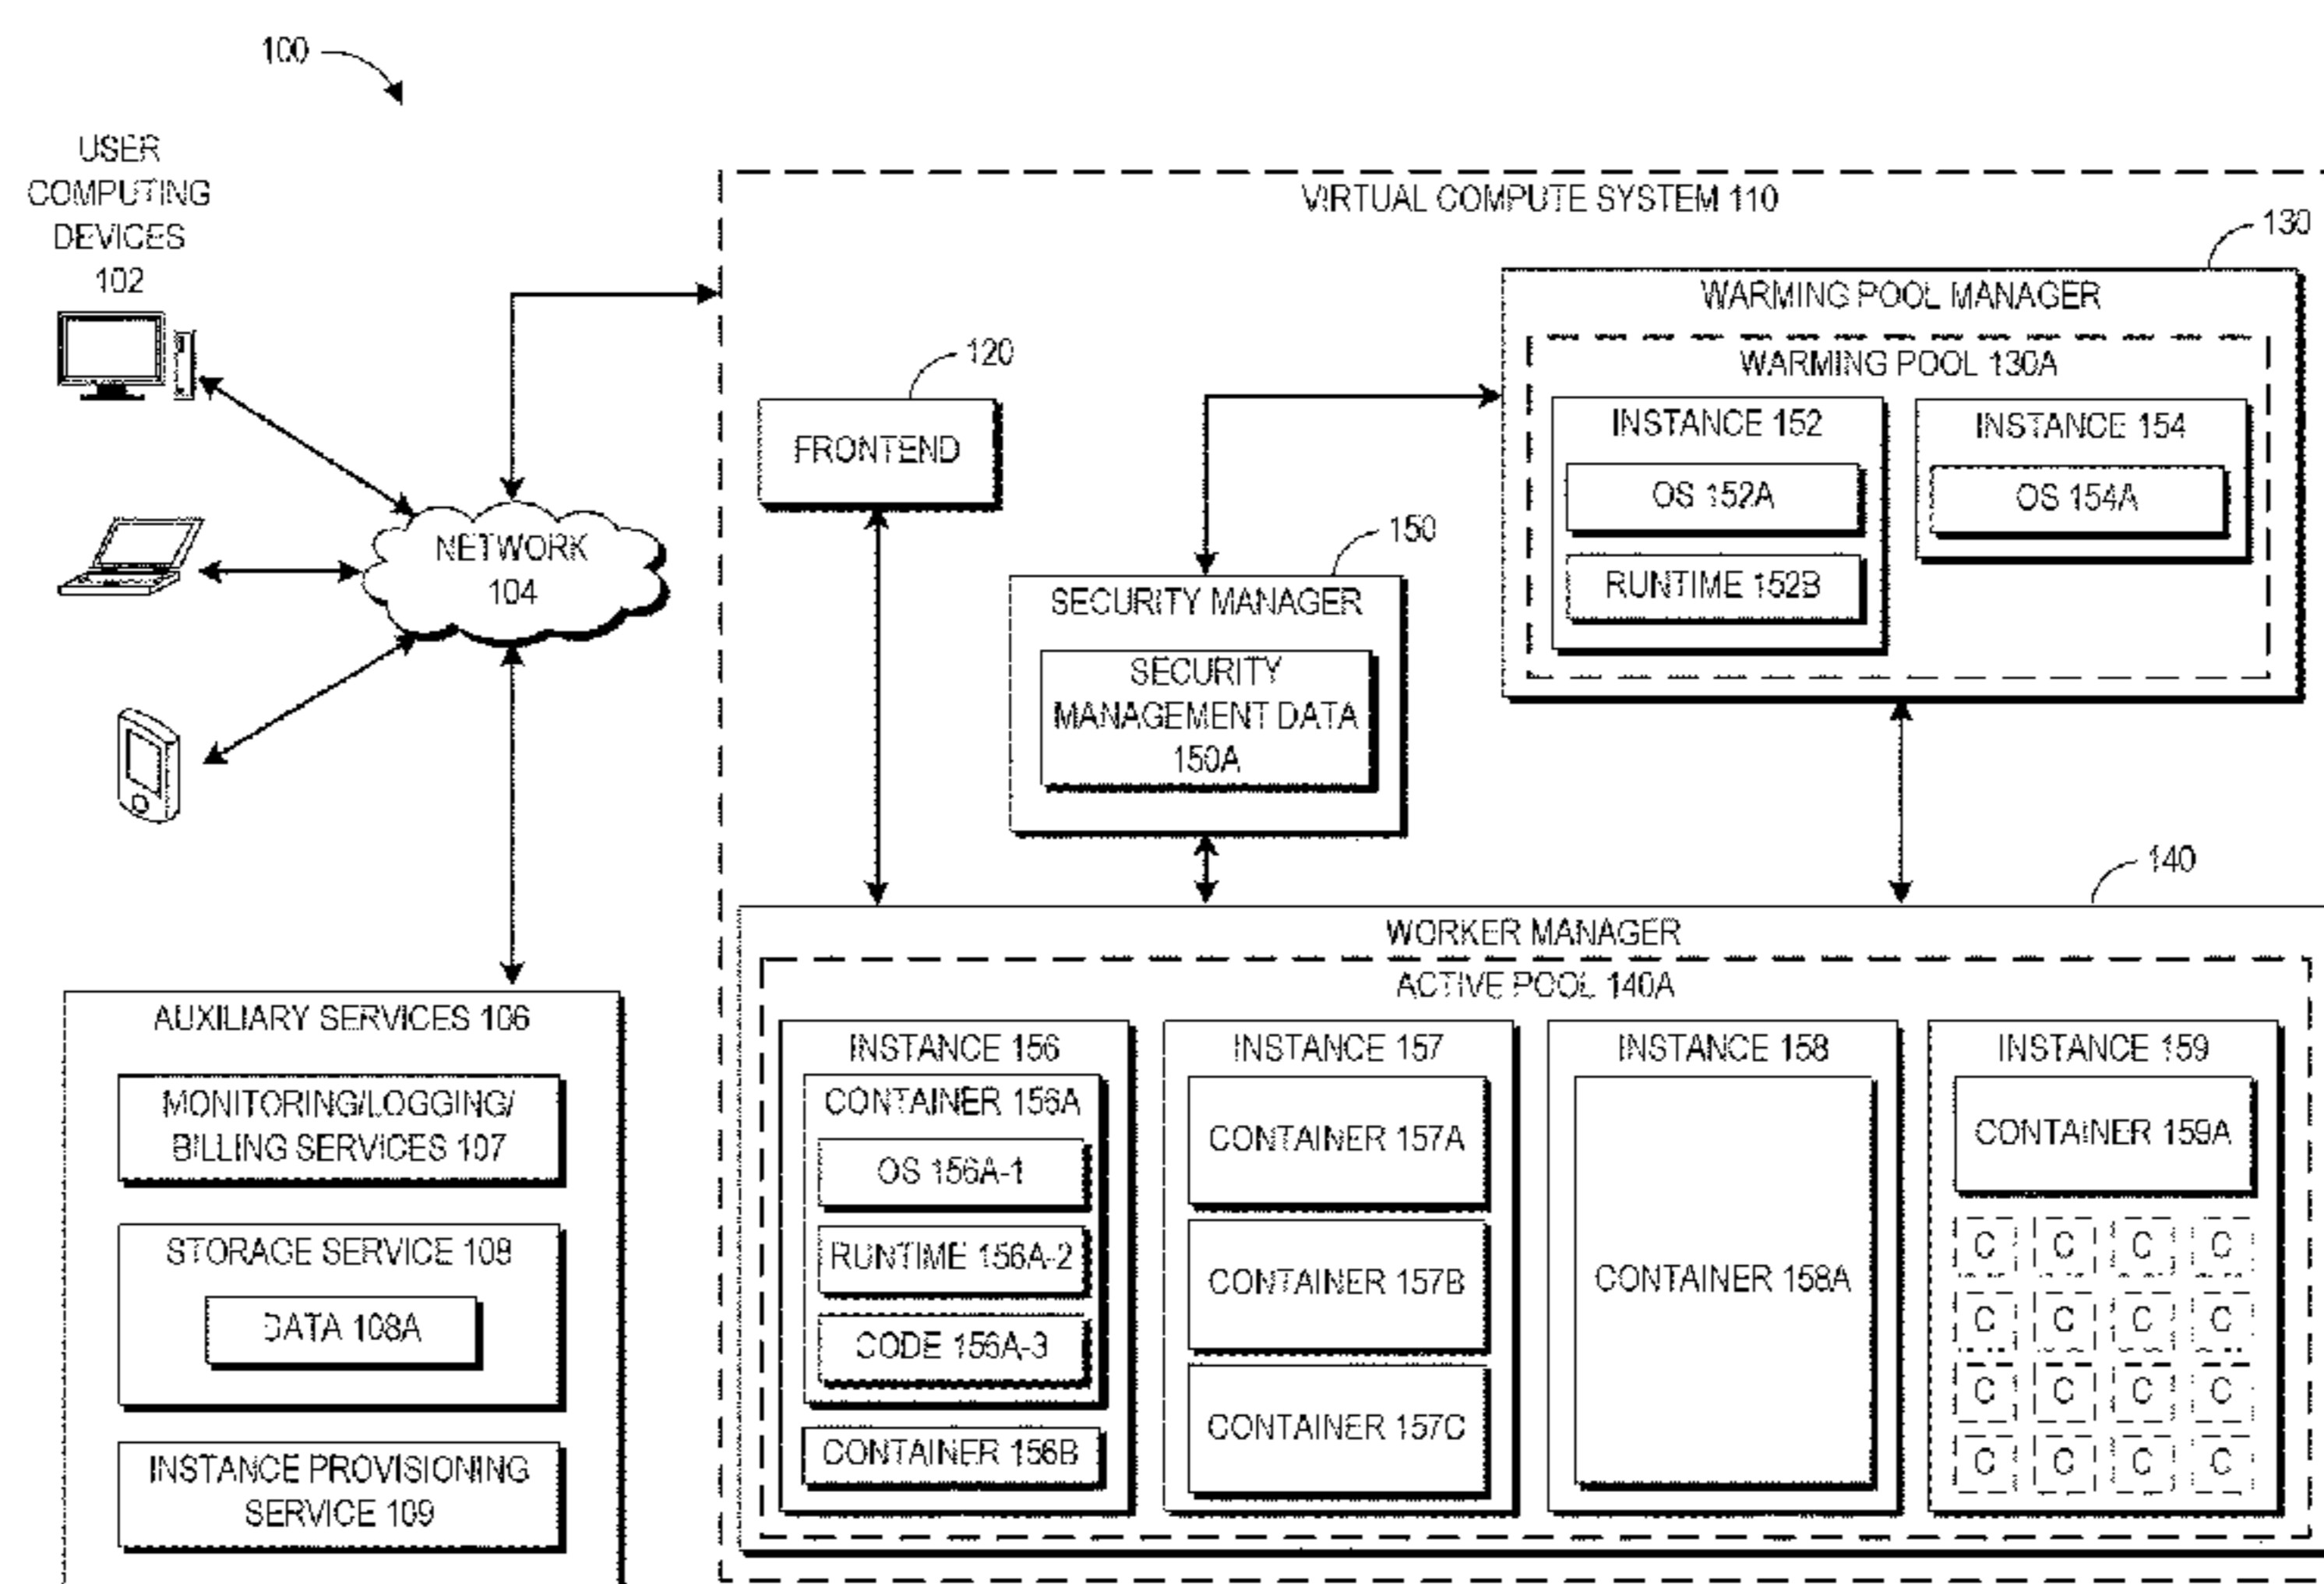 100
USER
COMPUTING
DEVICES
102
NETWORK
104
AUXILIARY SERVICES 106
MONITORING/LOGGING/
BILLING SERVICES 107
STORAGE SERVICE 108
DATA 108A
INSTANCE PROVISIONING
SERVICE 109
VIRTUAL COMPUTE SYSTEM 110
120
FRONTEND
150
SECURITY MANAGER
SECURITY
MANAGEMENT DATA
150A
130
WARMING POOL MANAGER
WARMING POOL 130A
INSTANCE 152
OS 152A
RUNTIME 152B
INSTANCE 154
OS 154A
140
WORKER MANAGER
ACTIVE POOL 140A
INSTANCE 156
CONTAINER 156A
OS 156A-1
RUNTIME 156A-2
CODE 156A-3
CONTAINER 156B
INSTANCE 157
CONTAINER 157A
CONTAINER 157B
CONTAINER 157C
INSTANCE 158
CONTAINER 158A
INSTANCE 159
CONTAINER 159A
C C C C
C C C C
C C C C
C C C C